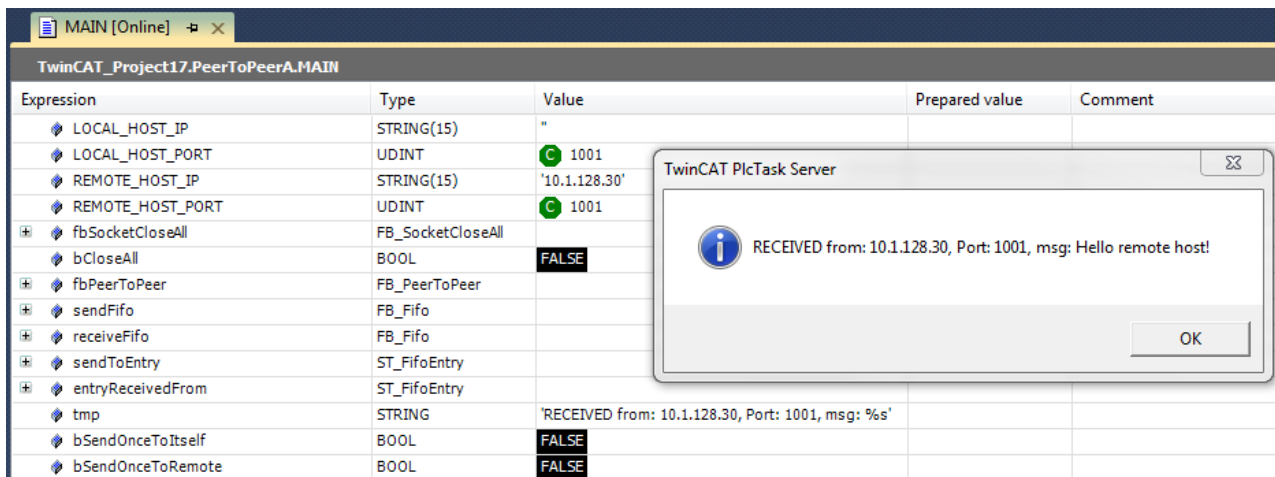 MAIN [Online]
TwinCAT_Project17.PeerToPeerA.MAIN
Expression Type Value Prepared value Comment
LOCAL_HOST_IP STRING(15) ''
LOCAL_HOST_PORT UDINT C 1001
REMOTE_HOST_IP STRING(15) '10.1.128.30'
REMOTE_HOST_PORT UDINT C 1001
fbSocketCloseAll FB_SocketCloseAll
bCloseAll BOOL FALSE
fbPeerToPeer FB_PeerToPeer
sendFifo FB_Fifo
receiveFifo FB_Fifo
sendToEntry ST_FifoEntry
entryReceivedFrom ST_FifoEntry
tmp STRING 'RECEIVED from: 10.1.128.30, Port: 1001, msg: %s'
bSendOnceToItself BOOL FALSE
bSendOnceToRemote BOOL FALSE
TwinCAT PlcTask Server
RECEIVED from: 10.1.128.30, Port: 1001, msg: Hello remote host!
OK